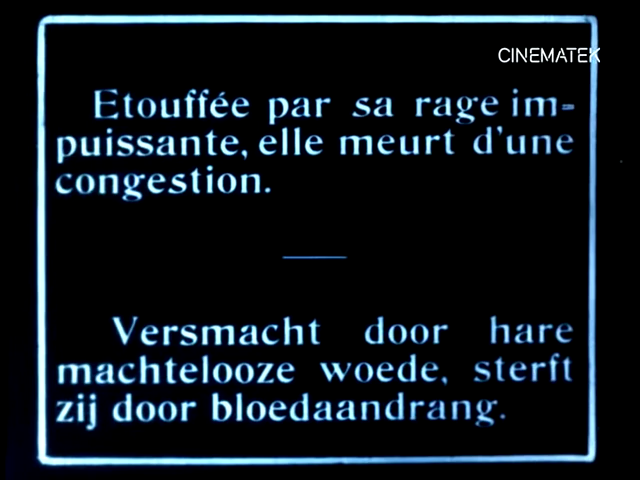 CINEMATEK
Etouffée par sa rage im-
puissante, elle meurt d'une
congestion.
Versmacht door hare
machtelooze woede, sterft
zij door bloedaandrang.